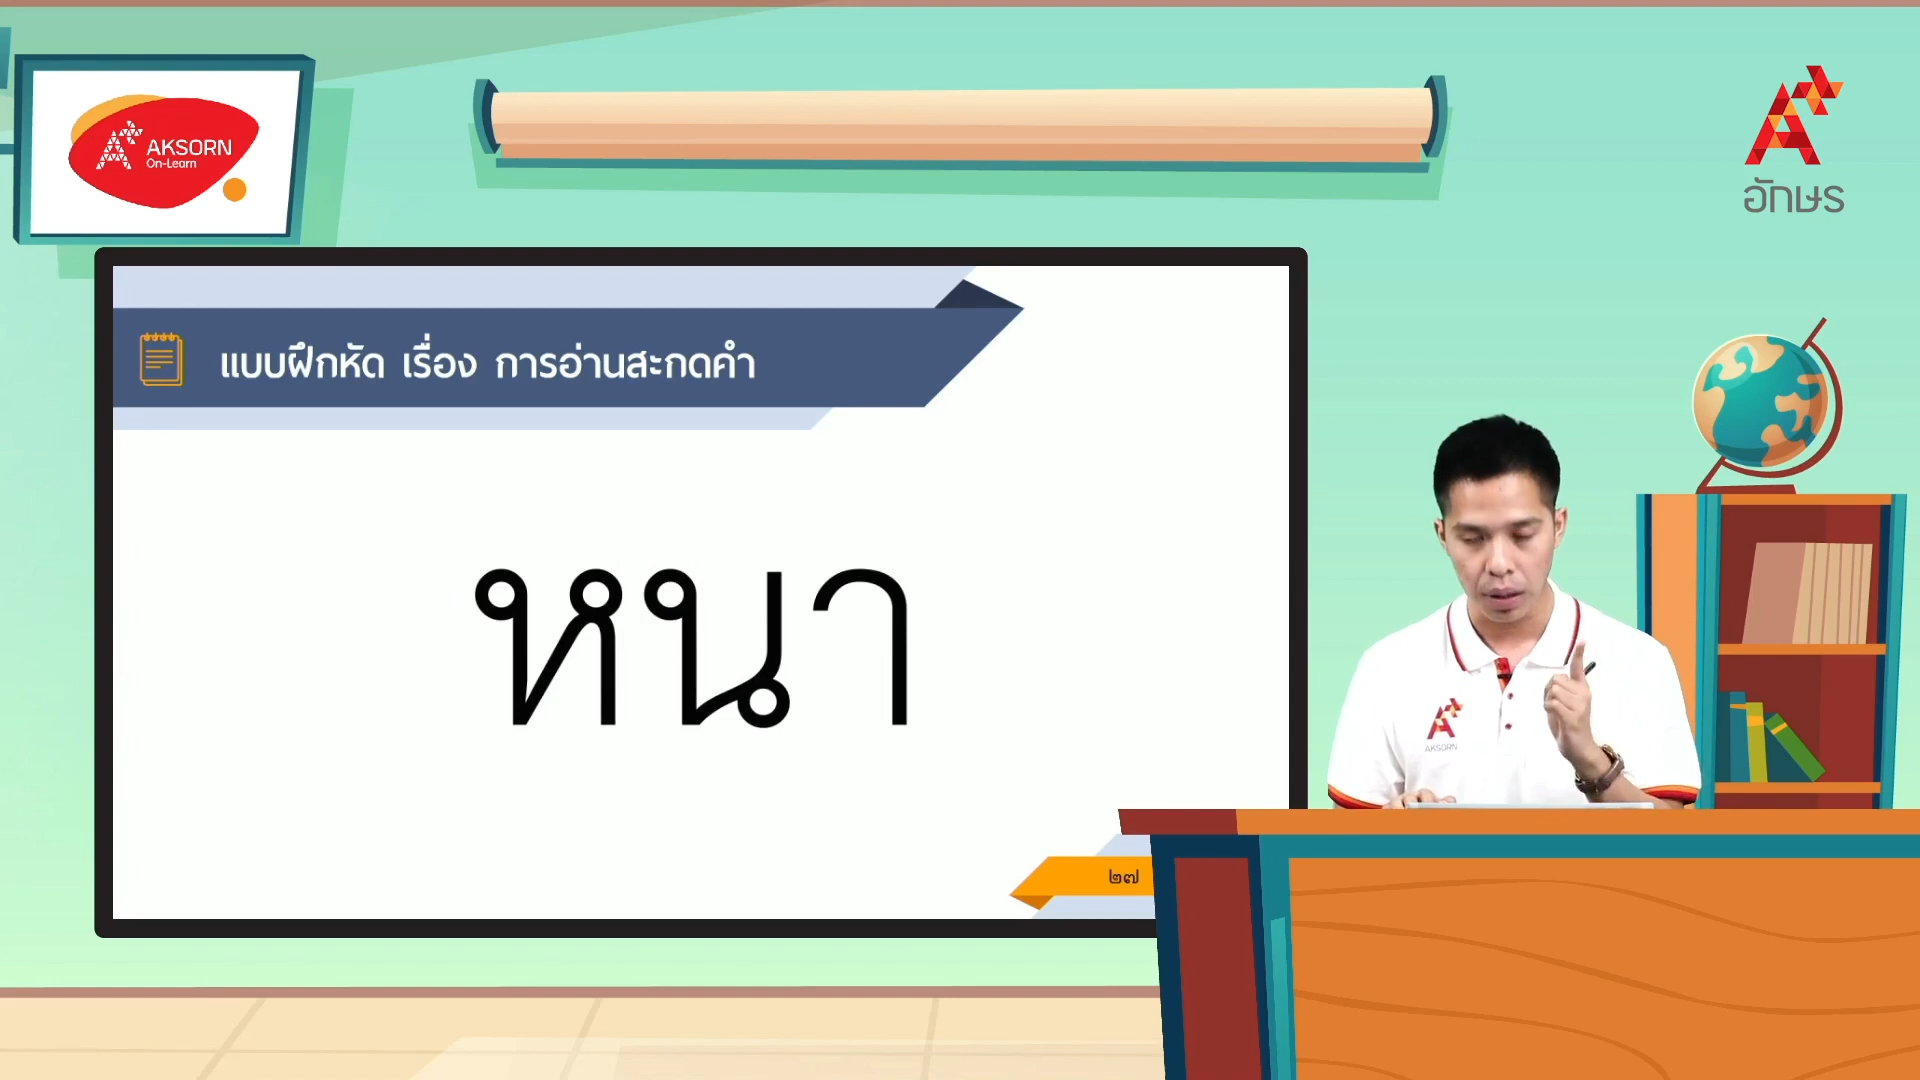 AKSORN
On-Learn
อักษร
แบบฝึกหัด เรื่อง การอ่านสะกดคำ
หนา
AKSORN
๒๗